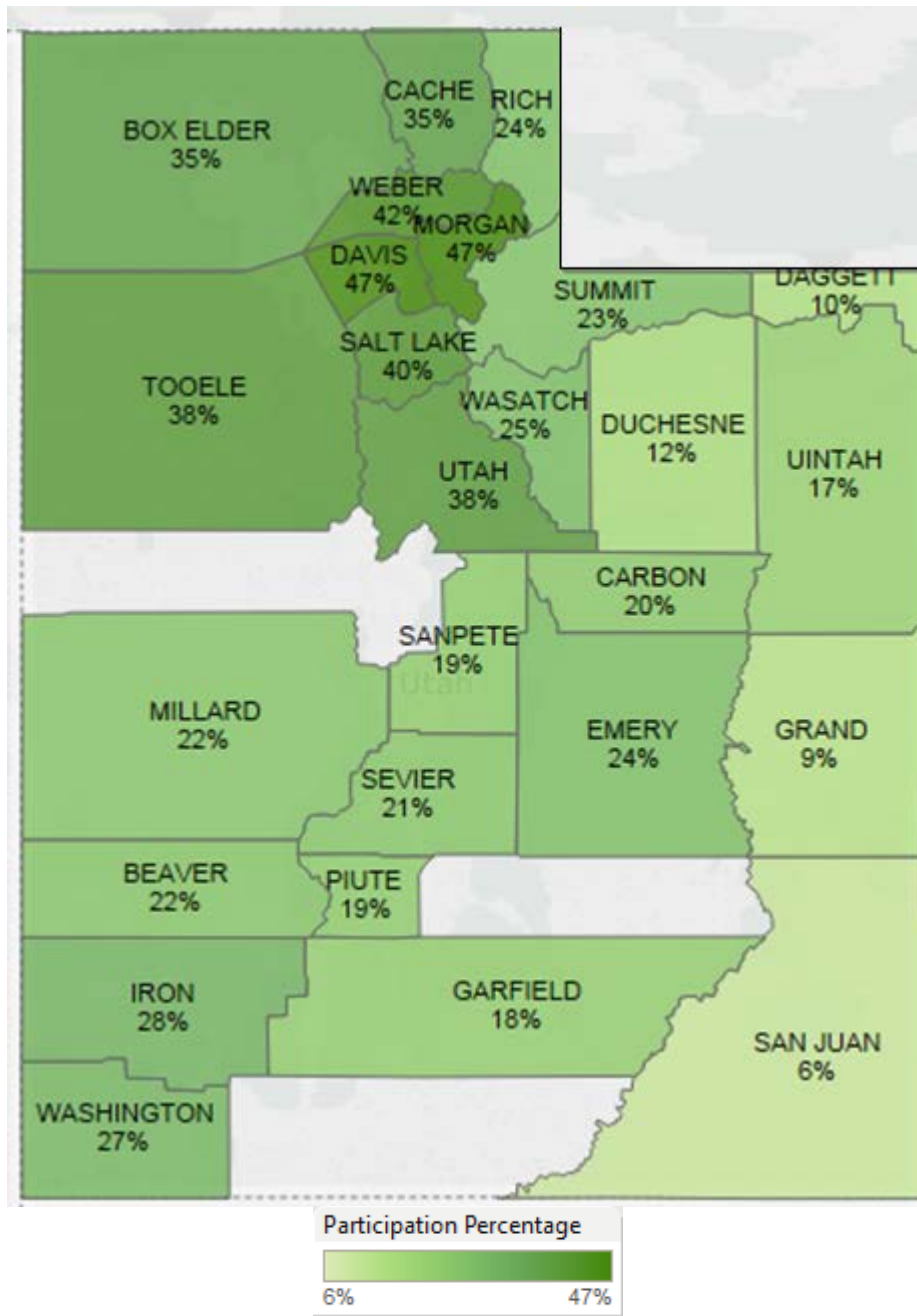 CACHE
35%
RICH
24%
BOX ELDER
35%
WEBER
42%
MORGAN
47%
DAVIS
47%
SUMMIT
23%
DAGGETT
10%
SALT LAKE
40%
TOOELE
38%
WASATCH
25%
DUCHESNE
12%
UINTAH
17%
UTAH
38%
CARBON
20%
SANPETE
19%
Utah
MILLARD
22%
EMERY
24%
GRAND
9%
SEVIER
21%
BEAVER
22%
PIUTE
19%
IRON
28%
GARFIELD
18%
SAN JUAN
6%
WASHINGTON
27%
Participation Percentage
6%
47%